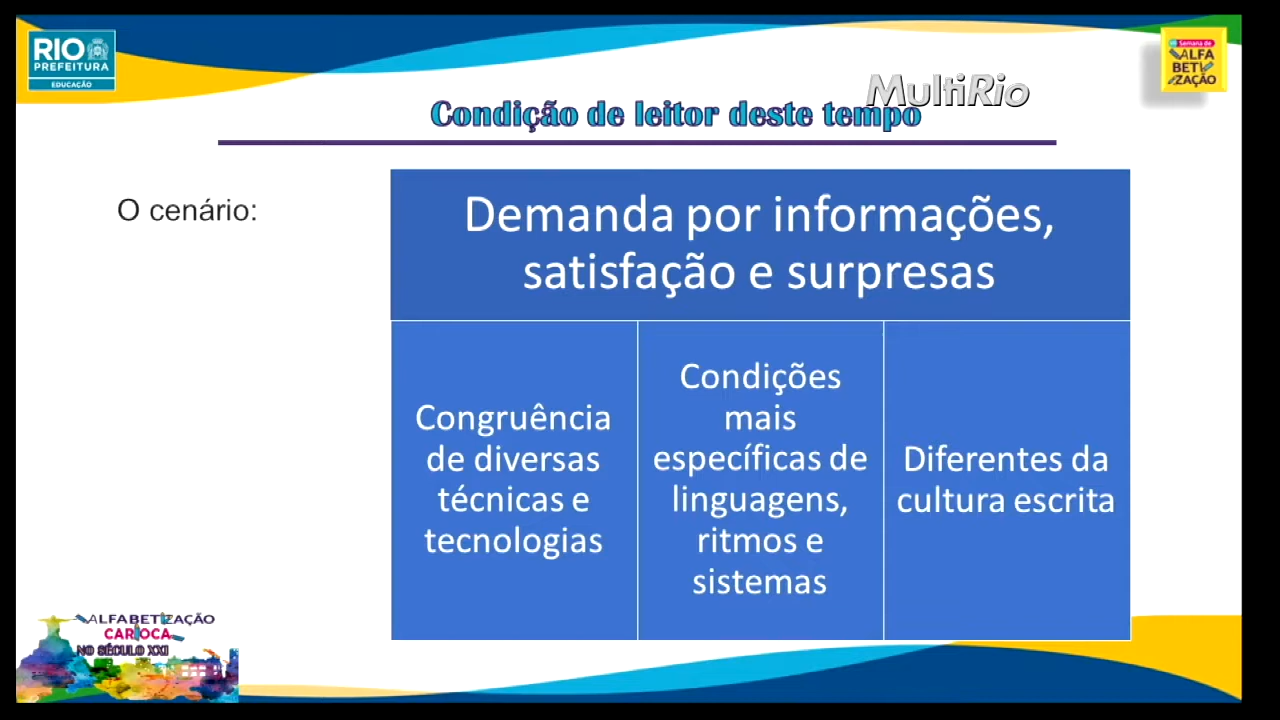 RIO
PREFEITURA
EDUCAÇÃO
Semana de
ALFA
BETI
ZAÇÃO
MultiRio
Condição de leitor deste tempo
O cenário:
Demanda por informações,
satisfação e surpresas
Congruência
de diversas
técnicas e
tecnologias
Condições
mais
específicas de
linguagens,
ritmos e
sistemas
Diferentes da
cultura escrita
ALFABETIZAÇÃO
CARIOCA
NO SÉCULO XXI